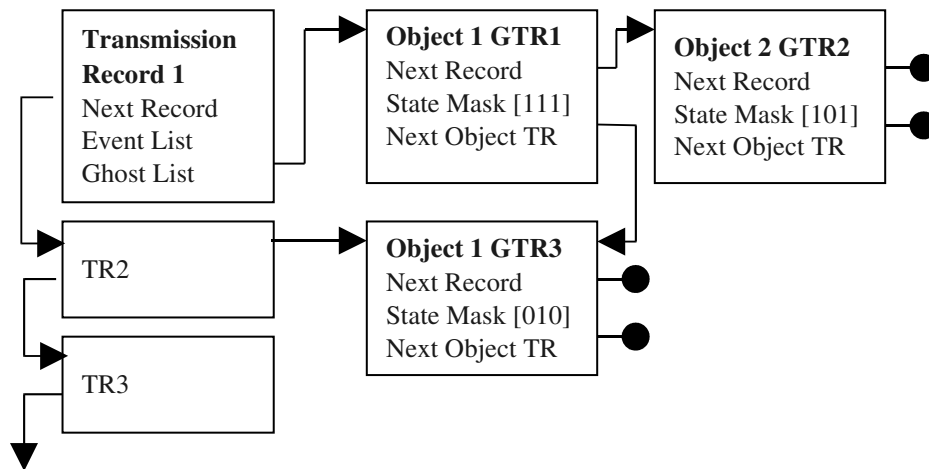 Transmission
Record 1
Next Record
Event List
Ghost List
Object 1 GTR1
Next Record
State Mask [111]
Next Object TR
Object 2 GTR2
Next Record
State Mask [101]
Next Object TR
TR2
Object 1 GTR3
Next Record
State Mask [010]
Next Object TR
TR3